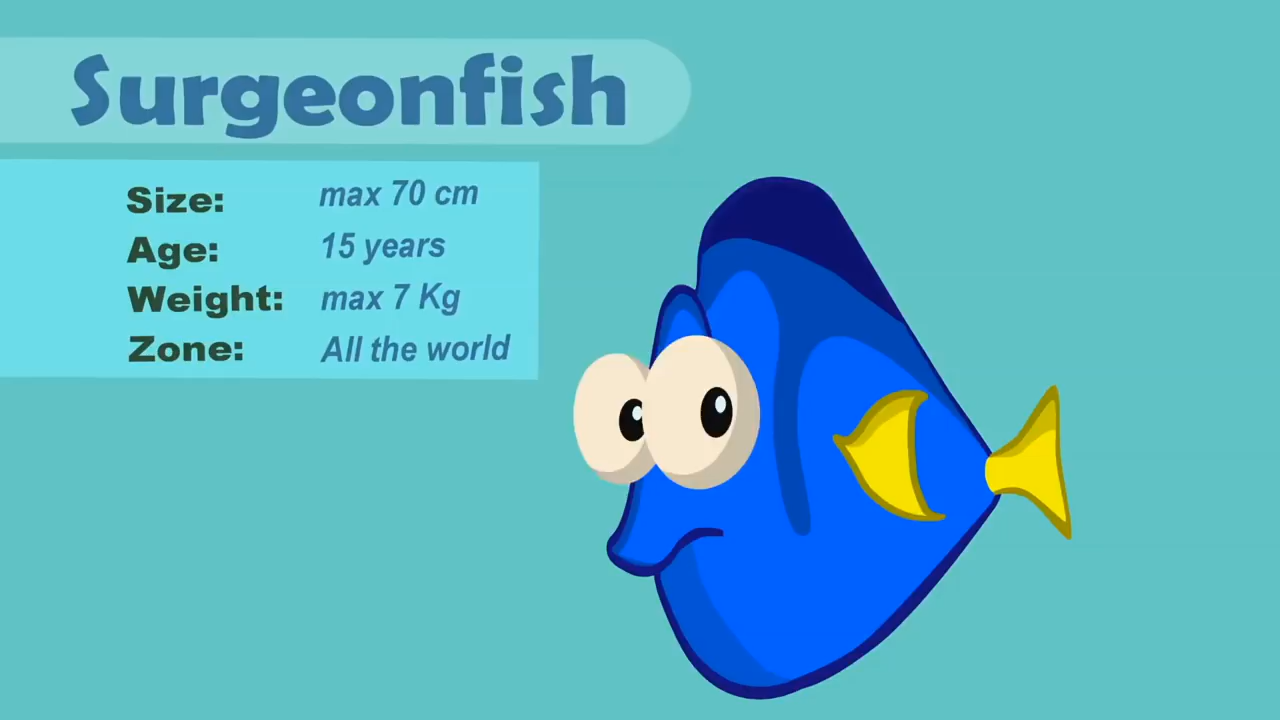 Surgeonfish
Size: max 70 cm
Age: 15 years
Weight: max 7 Kg
Zone: All the world